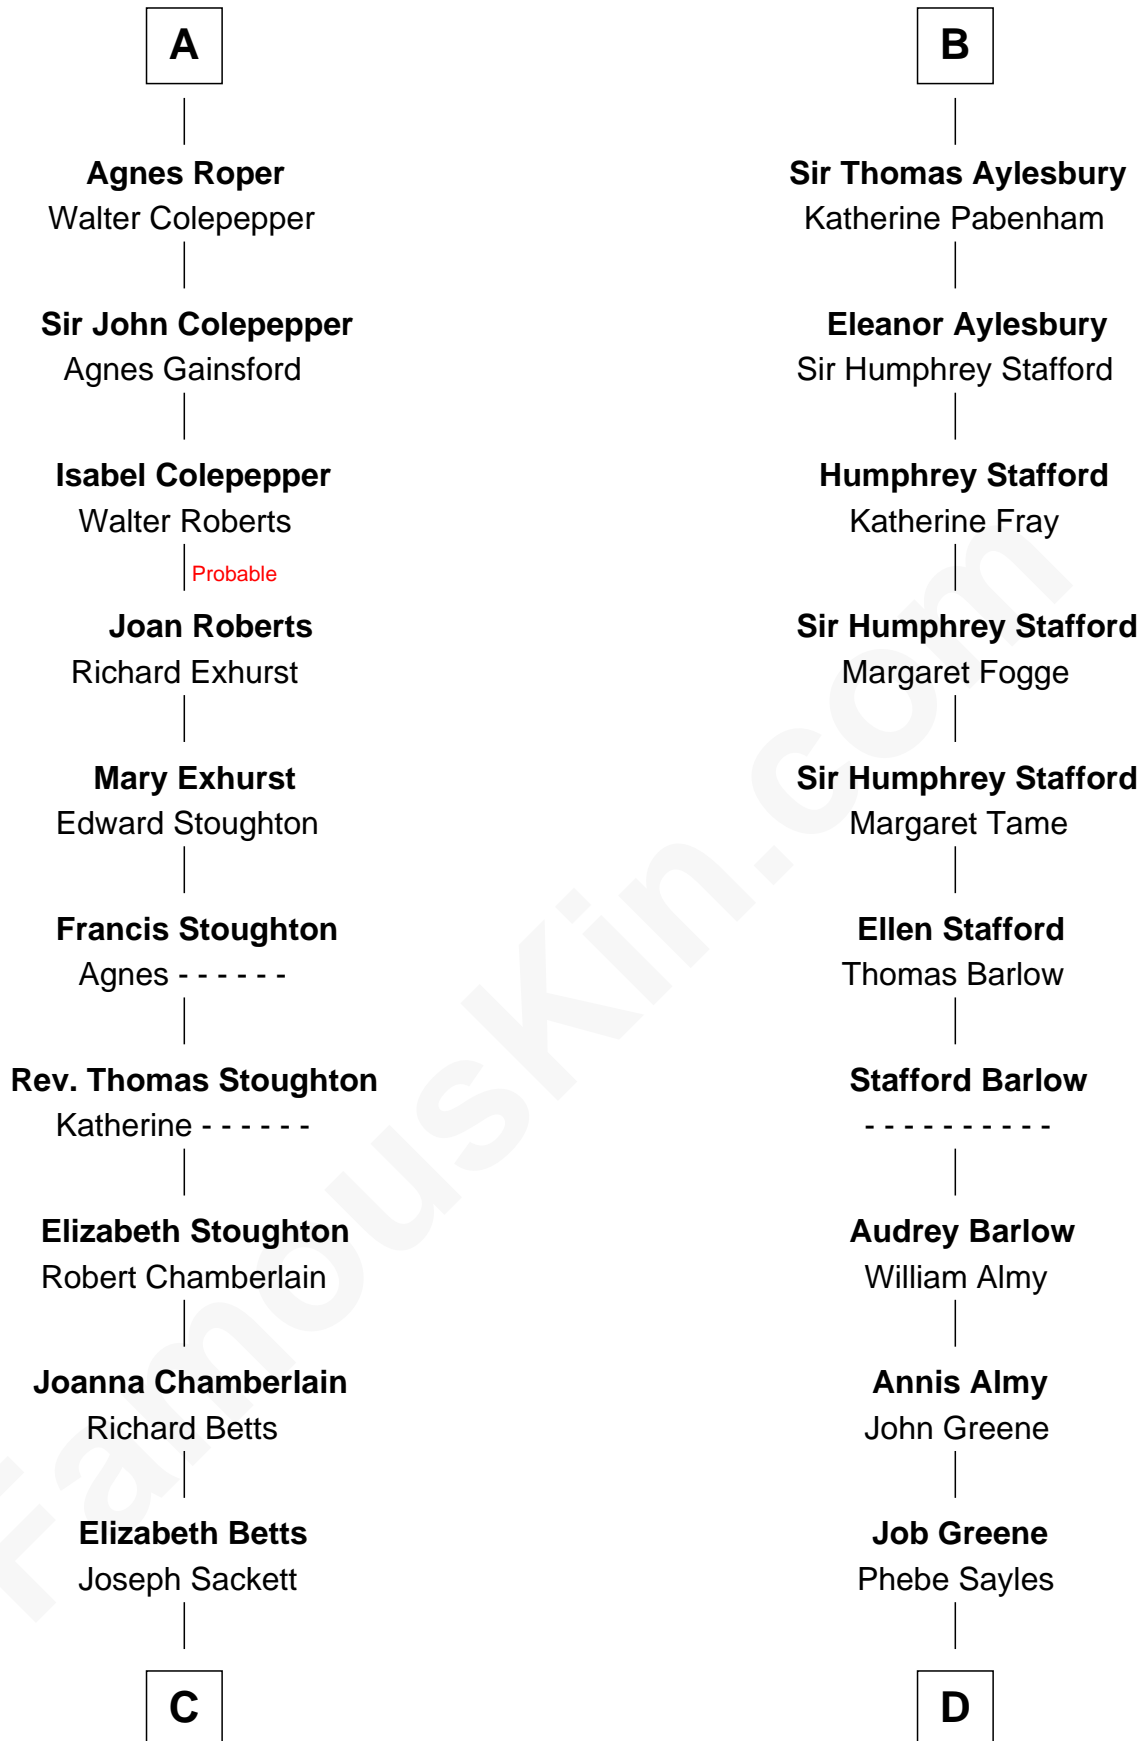 A
Agnes Roper
Walter Colepepper
Sir John Colepepper
Agnes Gainsford
Isabel Colepepper
Walter Roberts
Probable
Joan Roberts
Richard Exhurst
Mary Exhurst
Edward Stoughton
Francis Stoughton
Agnes - - - - - -
Rev. Thomas Stoughton
Katherine - - - - - -
Elizabeth Stoughton
Robert Chamberlain
Joanna Chamberlain
Richard Betts
Elizabeth Betts
Joseph Sackett
C
B
Sir Thomas Aylesbury
Katherine Pabenham
Eleanor Aylesbury
Sir Humphrey Stafford
Humphrey Stafford
Katherine Fray
Sir Humphrey Stafford
Margaret Fogge
Sir Humphrey Stafford
Margaret Tame
Ellen Stafford
Thomas Barlow
Stafford Barlow
- - - - - - - - - -
Audrey Barlow
William Almy
Annis Almy
John Greene
Job Greene
Phebe Sayles
D
FamousKin.com